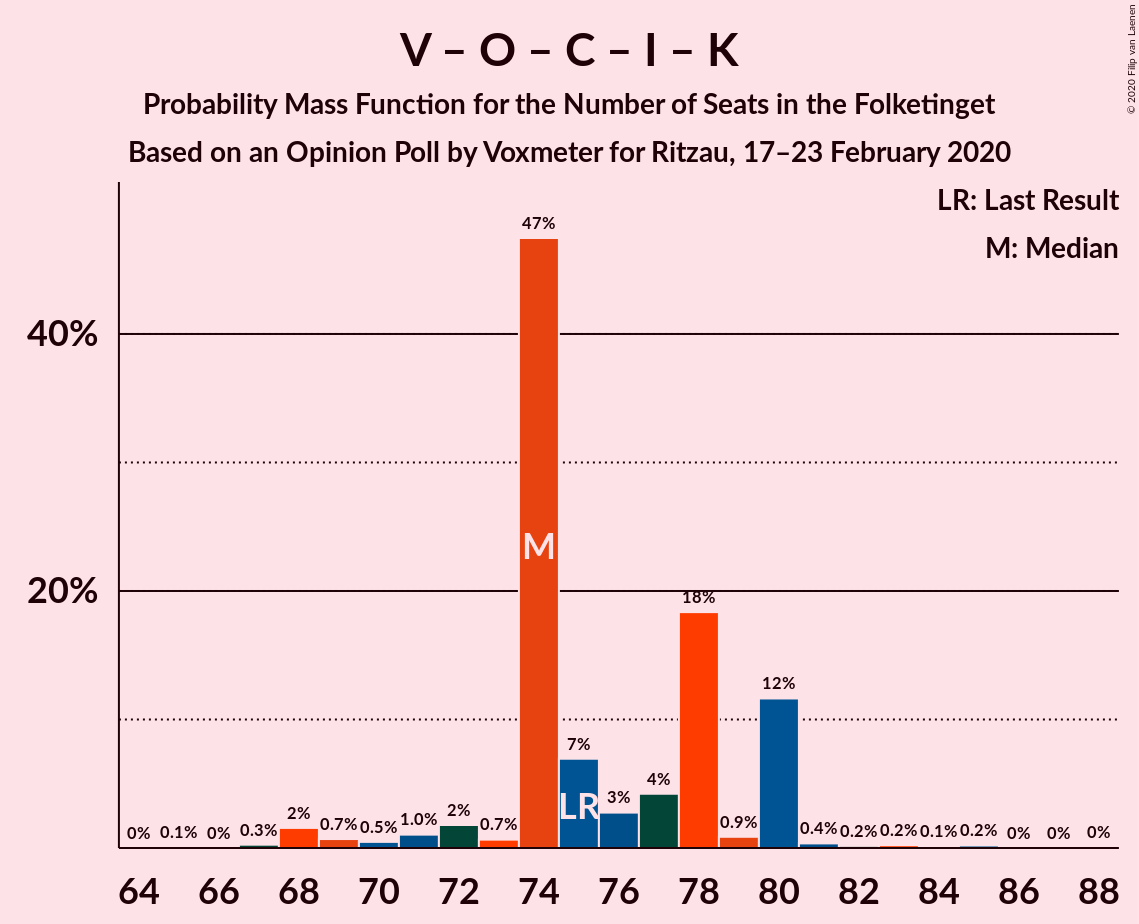 V – O – C – I – K
Probability Mass Function for the Number of Seats in the Folketinget
Based on an Opinion Poll by Voxmeter for Ritzau, 17–23 February 2020
© 2020 Filip van Laenen
LR: Last Result
M: Median
40%
20%
0% 0.1% 0% 0.3% 2% 0.7% 0.5% 1.0% 2% 0.7% 47% 7% 3% 4% 18% 0.9% 12% 0.4% 0.2% 0.2% 0.1% 0.2% 0% 0% 0%
M
LR
64 66 68 70 72 74 76 78 80 82 84 86 88